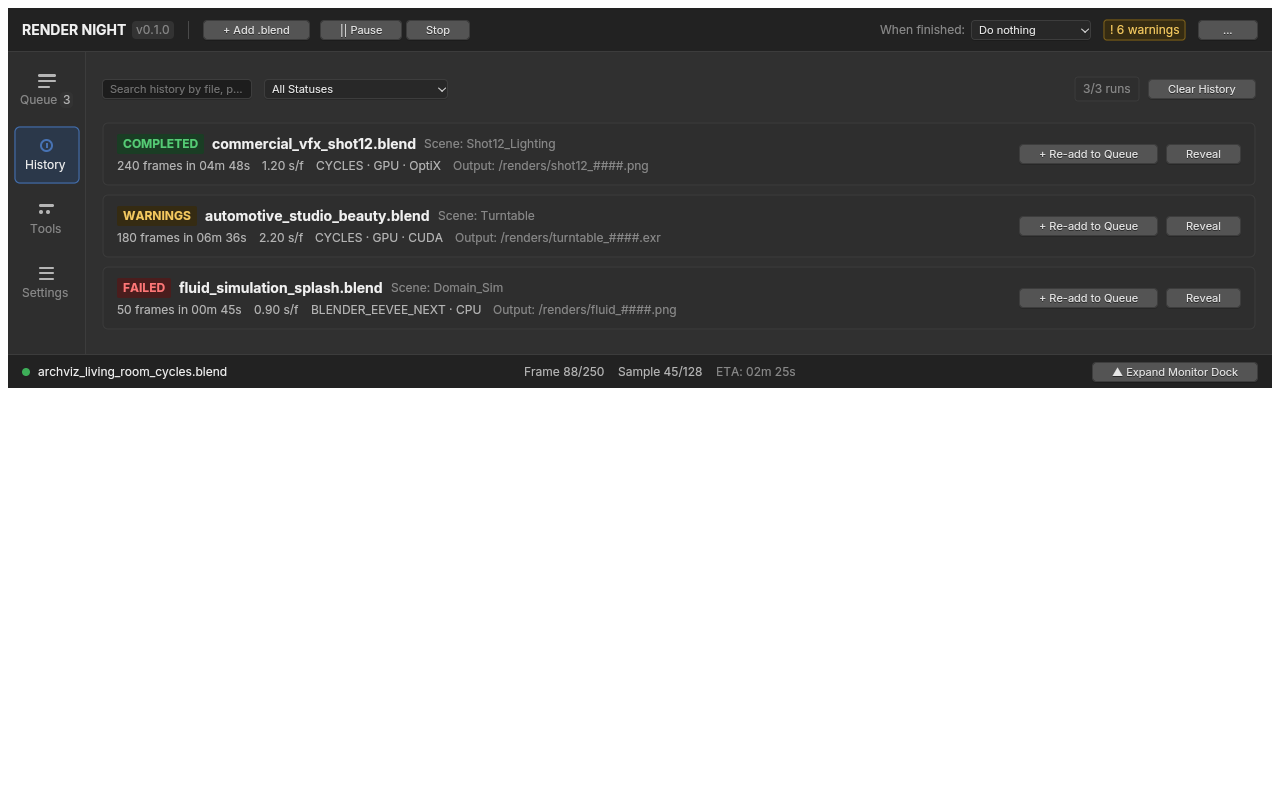 RENDER NIGHT v0.1.0 + Add .blend || Pause Stop When finished: Do nothing ! 6 warnings ...
Queue 3
History
Tools
Settings
Search history by file, p... All Statuses 3/3 runs Clear History
COMPLETED commercial_vfx_shot12.blend Scene: Shot12_Lighting
240 frames in 04m 48s 1.20 s/f CYCLES · GPU · OptiX Output: /renders/shot12_####.png
+ Re-add to Queue Reveal
WARNINGS automotive_studio_beauty.blend Scene: Turntable
180 frames in 06m 36s 2.20 s/f CYCLES · GPU · CUDA Output: /renders/turntable_####.exr
+ Re-add to Queue Reveal
FAILED fluid_simulation_splash.blend Scene: Domain_Sim
50 frames in 00m 45s 0.90 s/f BLENDER_EEVEE_NEXT · CPU Output: /renders/fluid_####.png
+ Re-add to Queue Reveal
archviz_living_room_cycles.blend Frame 88/250 Sample 45/128 ETA: 02m 25s ▲ Expand Monitor Dock